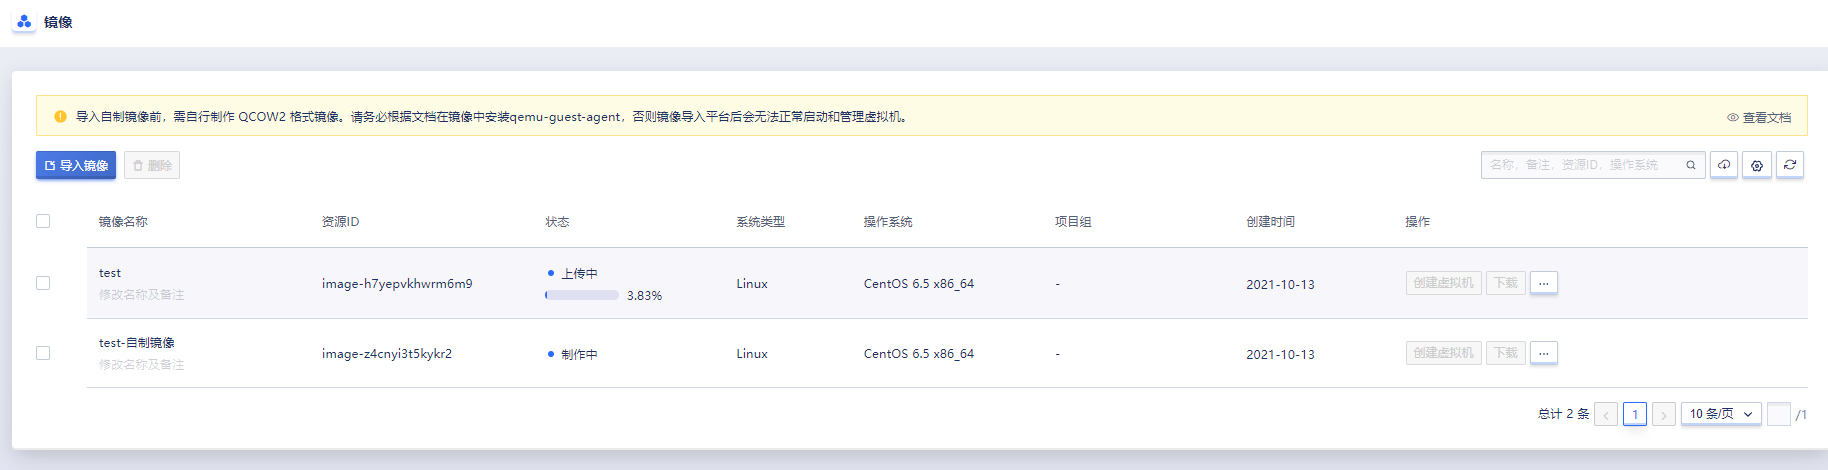 镜像
导入自制镜像前，需自行制作 QCOW2 格式镜像。请务必根据文档在镜像中安装qemu-guest-agent，否则镜像导入平台后会无法正常启动和管理虚拟机。 查看文档
导入镜像 删除 名称，备注，资源ID，操作系统
镜像名称 资源ID 状态 系统类型 操作系统 项目组 创建时间 操作
test
修改名称及备注
image-h7yepvkhwrm6m9
上传中
3.83%
Linux CentOS 6.5 x86_64 - 2021-10-13 创建虚拟机 下载 ...
test-自制镜像
修改名称及备注
image-z4cnyi3t5kykr2 制作中 Linux CentOS 6.5 x86_64 - 2021-10-13 创建虚拟机 下载 ...
总计 2 条 < 1 > 10 条/页 /1